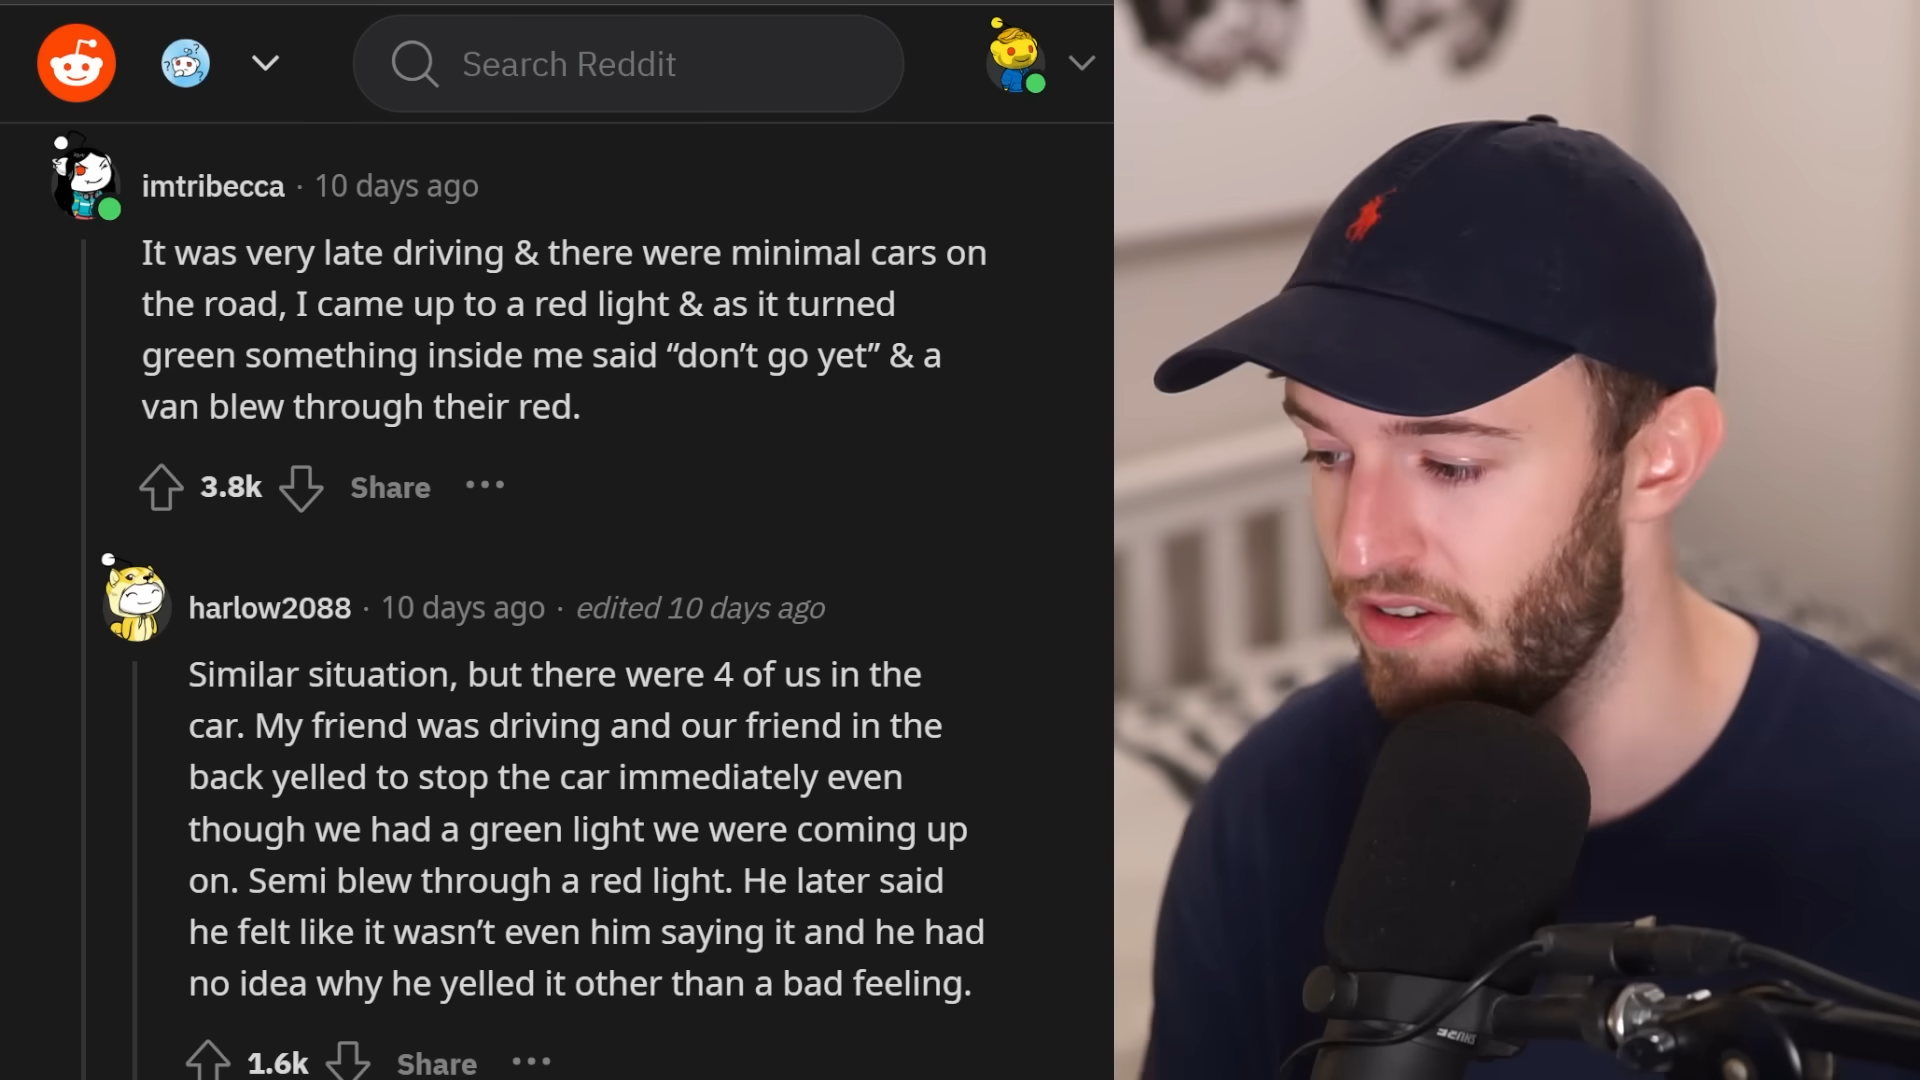 Search Reddit
imtribecca · 10 days ago
It was very late driving & there were minimal cars on
the road, I came up to a red light & as it turned
green something inside me said “don’t go yet” & a
van blew through their red.
3.8k Share
harlow2088 · 10 days ago · edited 10 days ago
Similar situation, but there were 4 of us in the
car. My friend was driving and our friend in the
back yelled to stop the car immediately even
though we had a green light we were coming up
on. Semi blew through a red light. He later said
he felt like it wasn’t even him saying it and he had
no idea why he yelled it other than a bad feeling.
1.6k Share